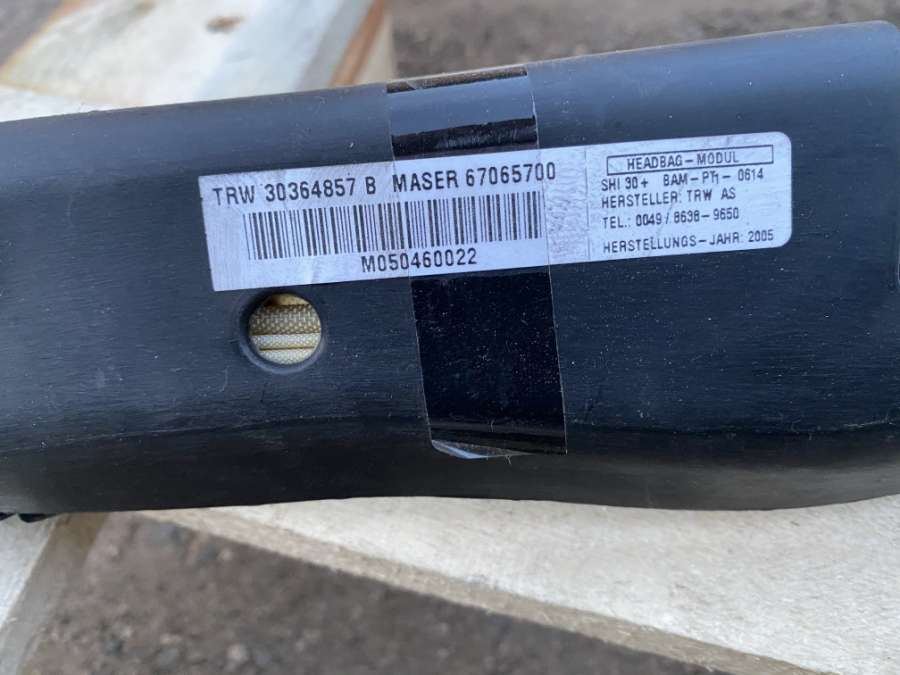 TRW 30364857 B MASER 67065700
M050460022
HEADBAG-MODUL
SHI 30+ BAM-PT1-0614
HERSTELLER: TRW AS
TEL.: 0049/8638-9650
HERSTELLUNGS-JAHR: 2005